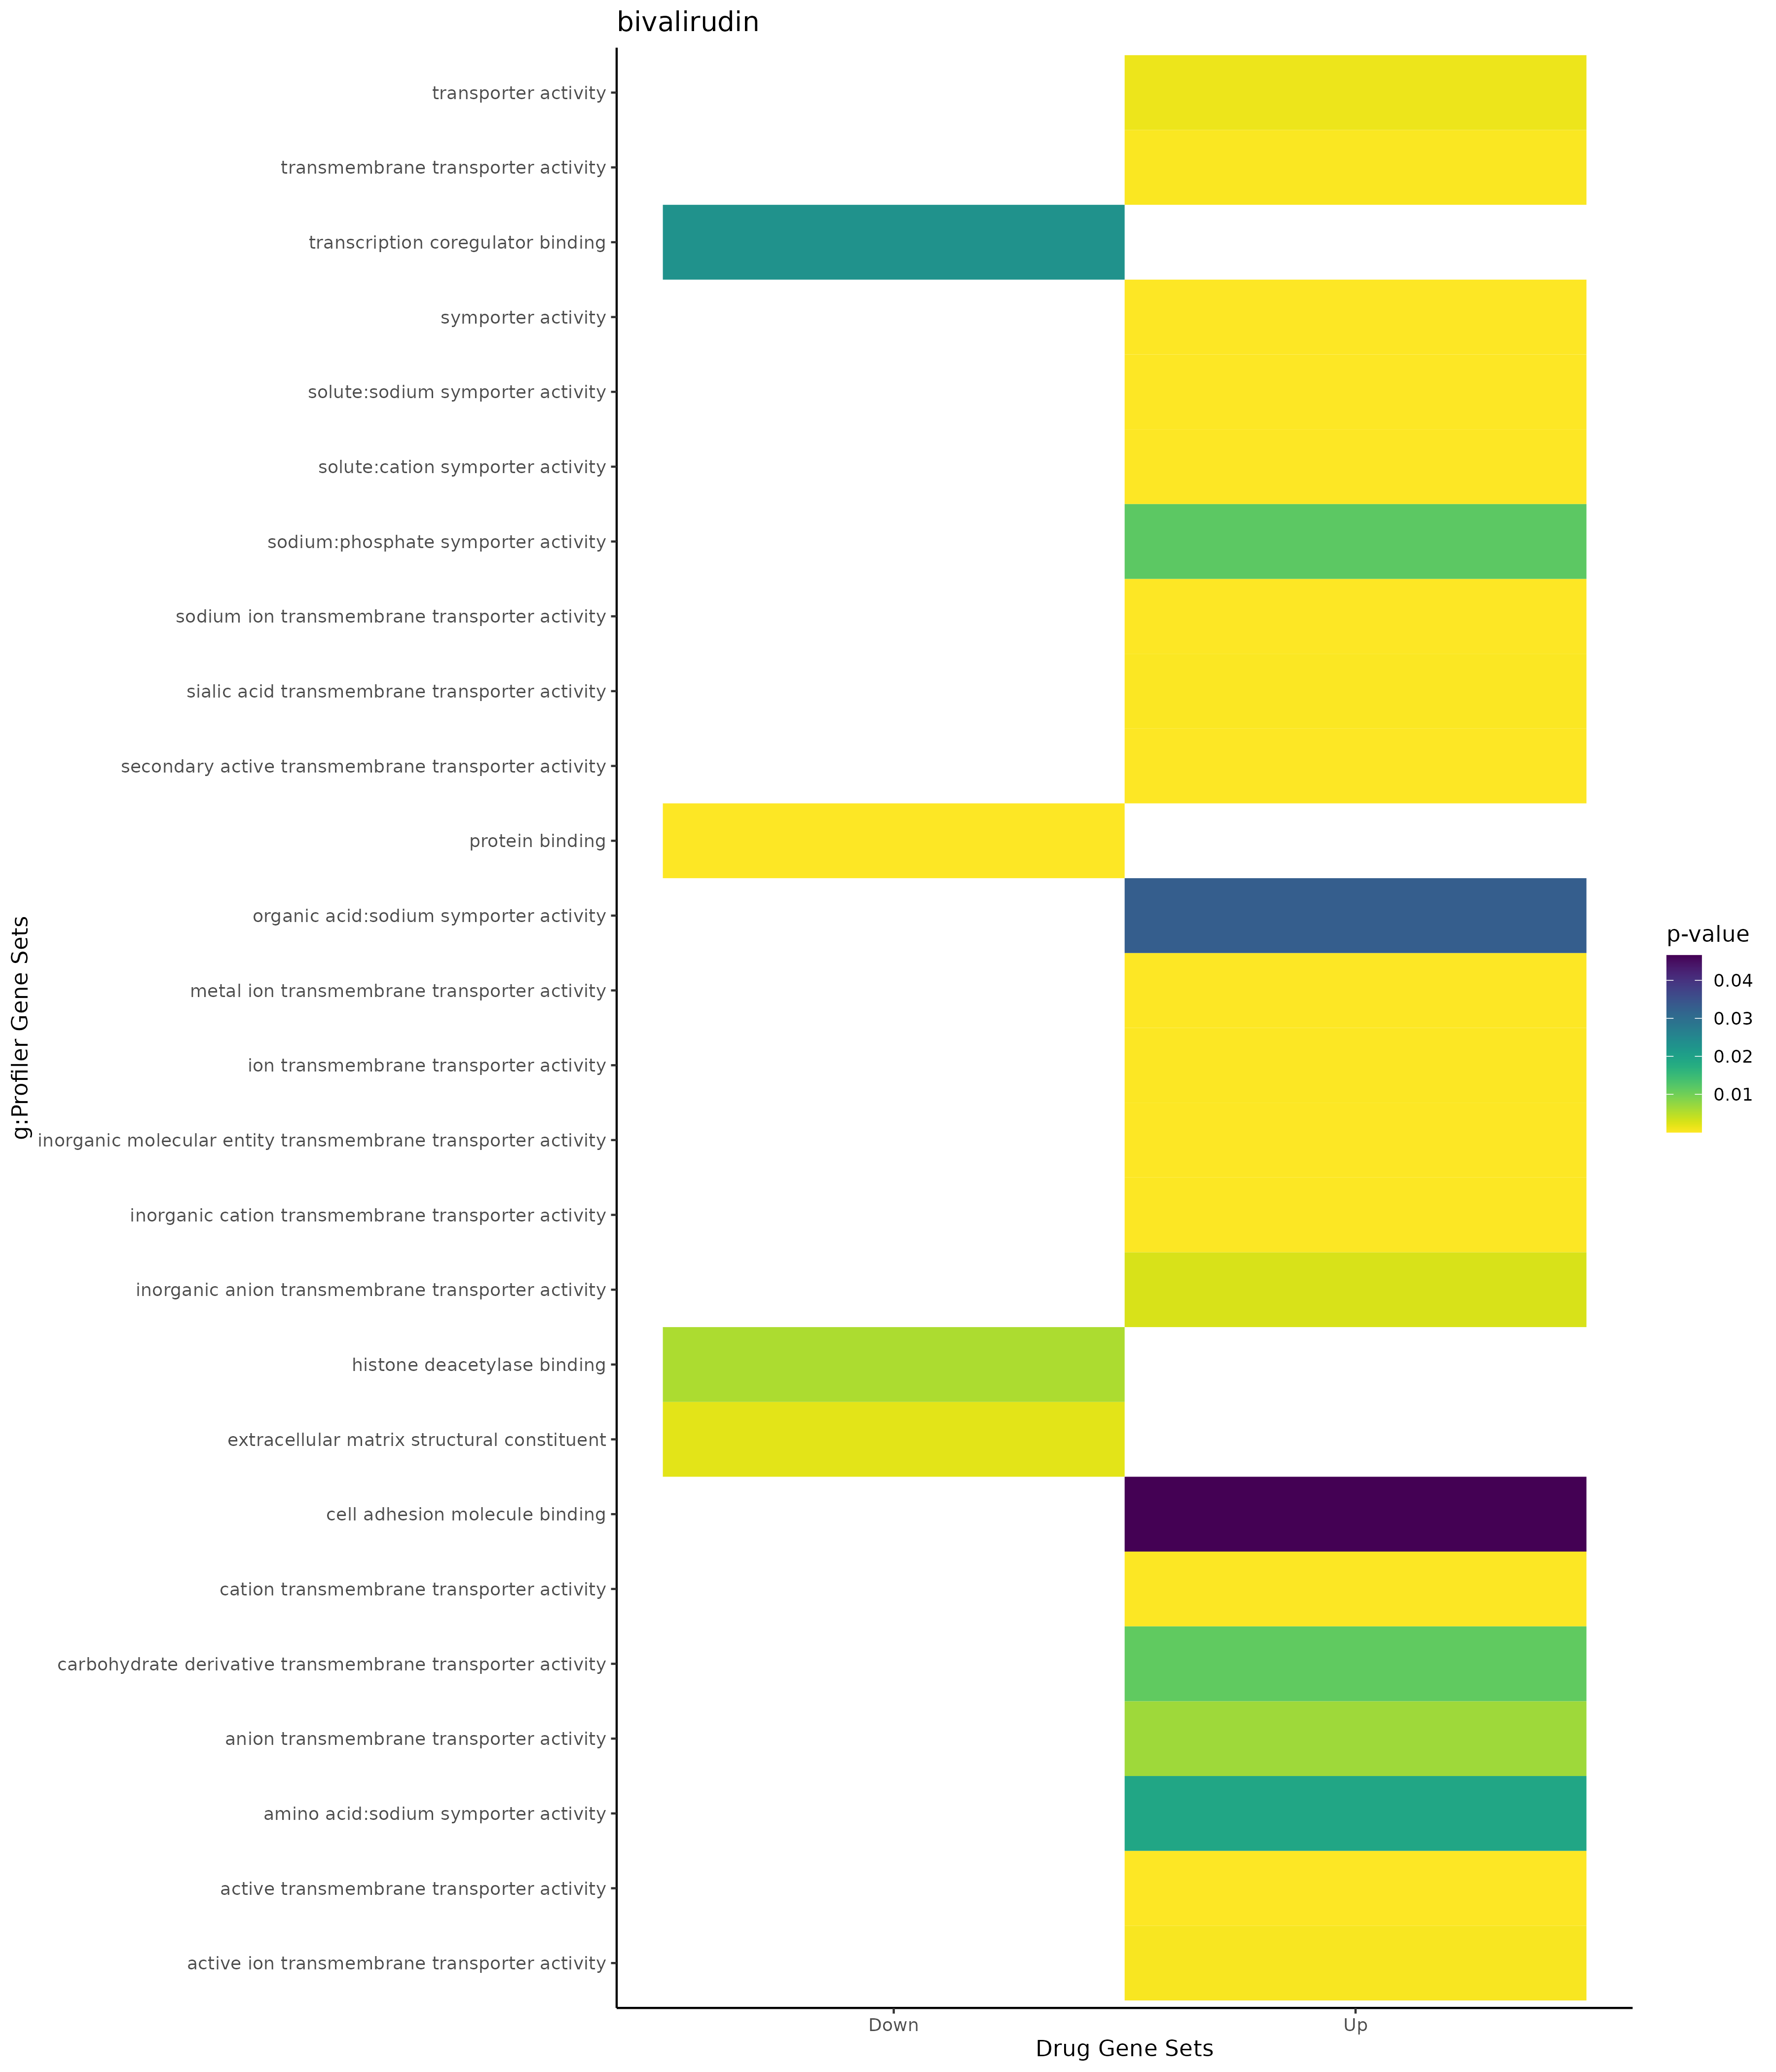 bivalirudin
g:Profiler Gene Sets
transporter activity
transmembrane transporter activity
transcription coregulator binding
symporter activity
solute:sodium symporter activity
solute:cation symporter activity
sodium:phosphate symporter activity
sodium ion transmembrane transporter activity
sialic acid transmembrane transporter activity
secondary active transmembrane transporter activity
protein binding
organic acid:sodium symporter activity
metal ion transmembrane transporter activity
ion transmembrane transporter activity
inorganic molecular entity transmembrane transporter activity
inorganic cation transmembrane transporter activity
inorganic anion transmembrane transporter activity
histone deacetylase binding
extracellular matrix structural constituent
cell adhesion molecule binding
cation transmembrane transporter activity
carbohydrate derivative transmembrane transporter activity
anion transmembrane transporter activity
amino acid:sodium symporter activity
active transmembrane transporter activity
active ion transmembrane transporter activity
Down
Up
Drug Gene Sets
p-value
0.04
0.03
0.02
0.01